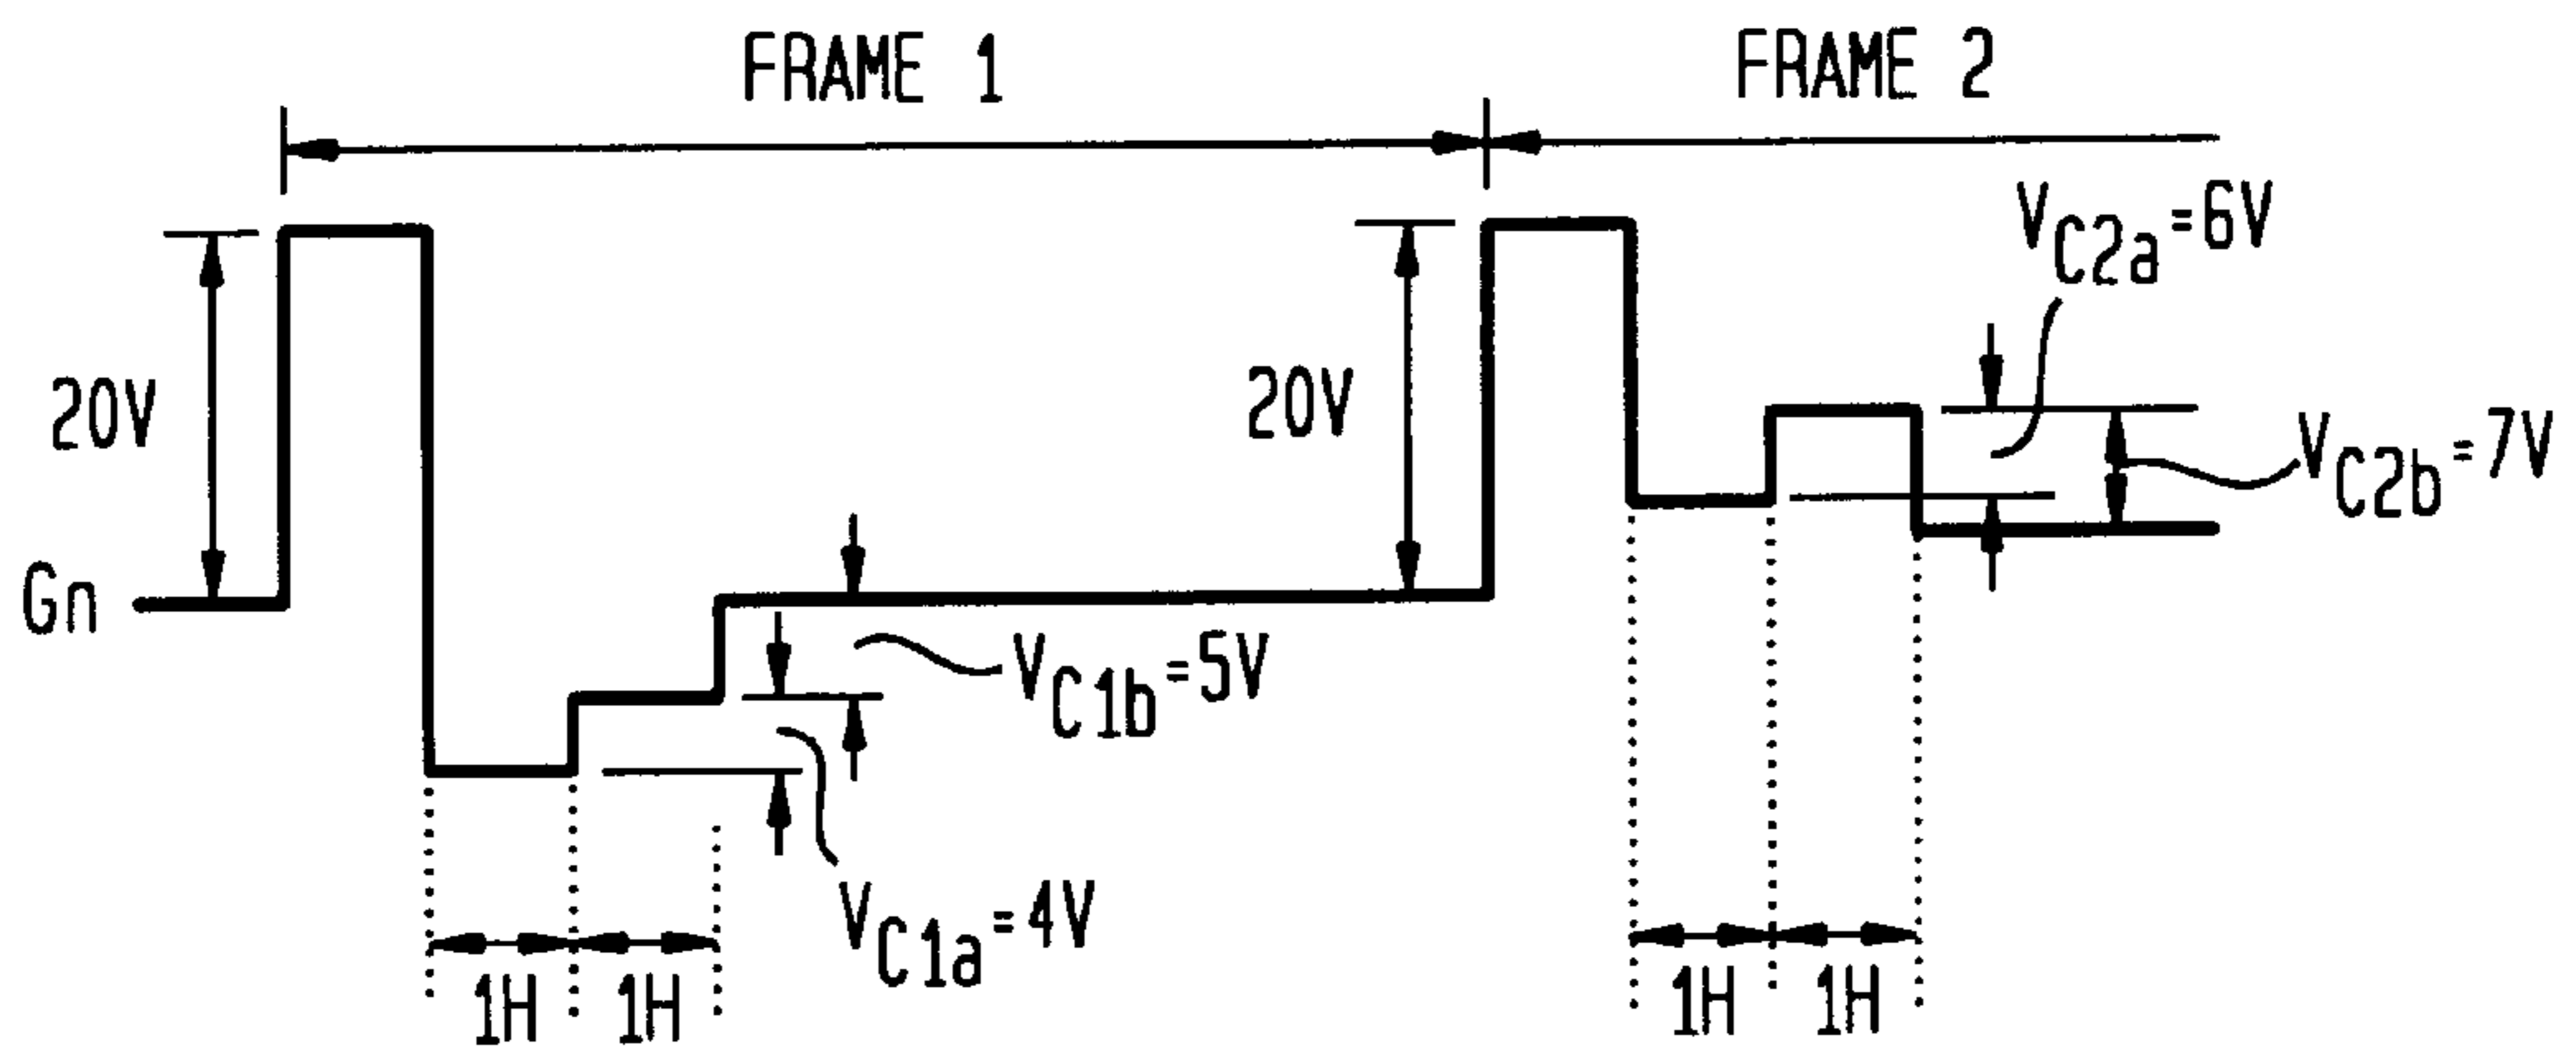 FRAME 1
FRAME 2
VC2a=6V
20V
20V
VC2b=7V
Gn
VC1b=5V
VC1a=4V
1H 1H
1H 1H